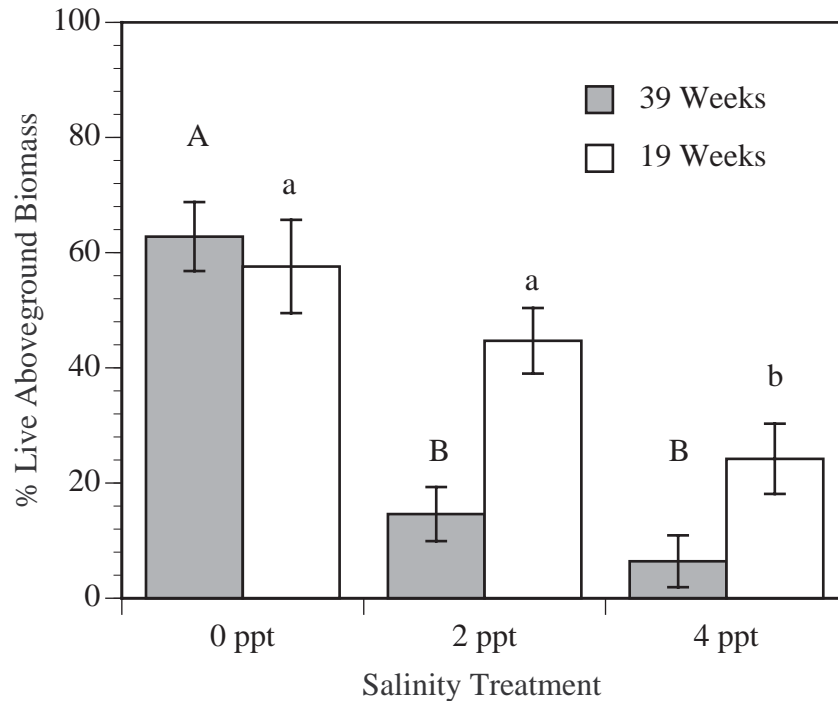 % Live Aboveground Biomass
100
80
60
40
20
0
39 Weeks
19 Weeks
A
a
B
a
B
b
0 ppt
2 ppt
4 ppt
Salinity Treatment